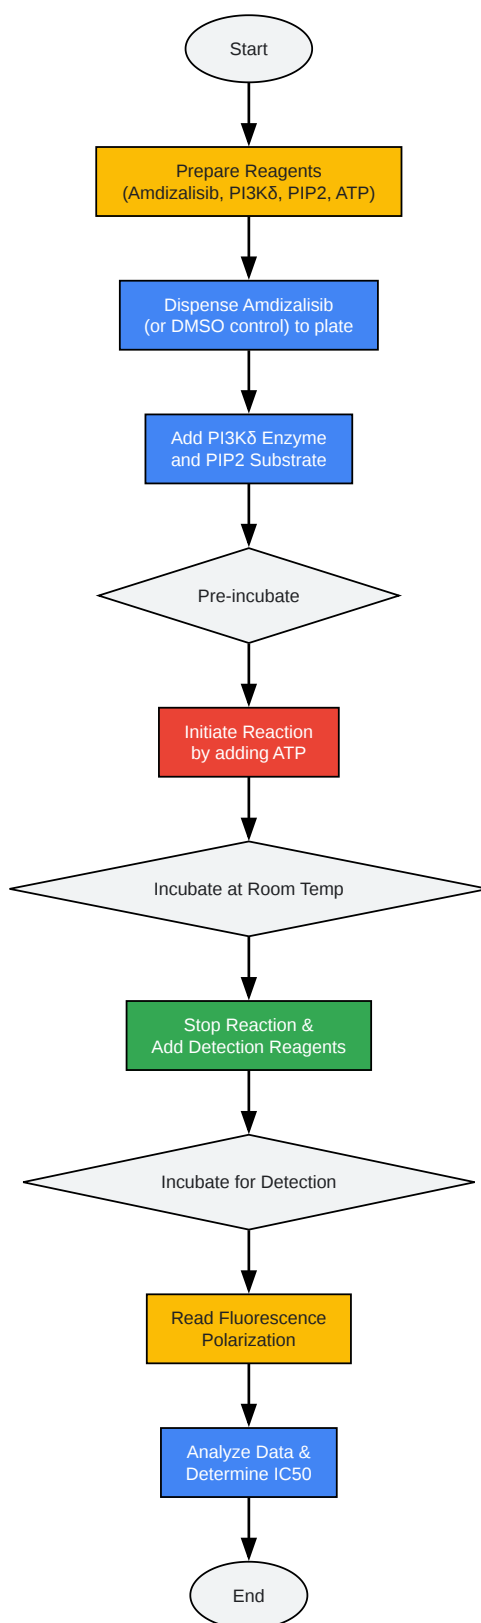 Start
Prepare Reagents
(Amdizalisib, PI3Kδ, PIP2, ATP)
Dispense Amdizalisib
(or DMSO control) to plate
Add PI3Kδ Enzyme
and PIP2 Substrate
Pre-incubate
Initiate Reaction
by adding ATP
Incubate at Room Temp
Stop Reaction &
Add Detection Reagents
Incubate for Detection
Read Fluorescence
Polarization
Analyze Data &
Determine IC50
End